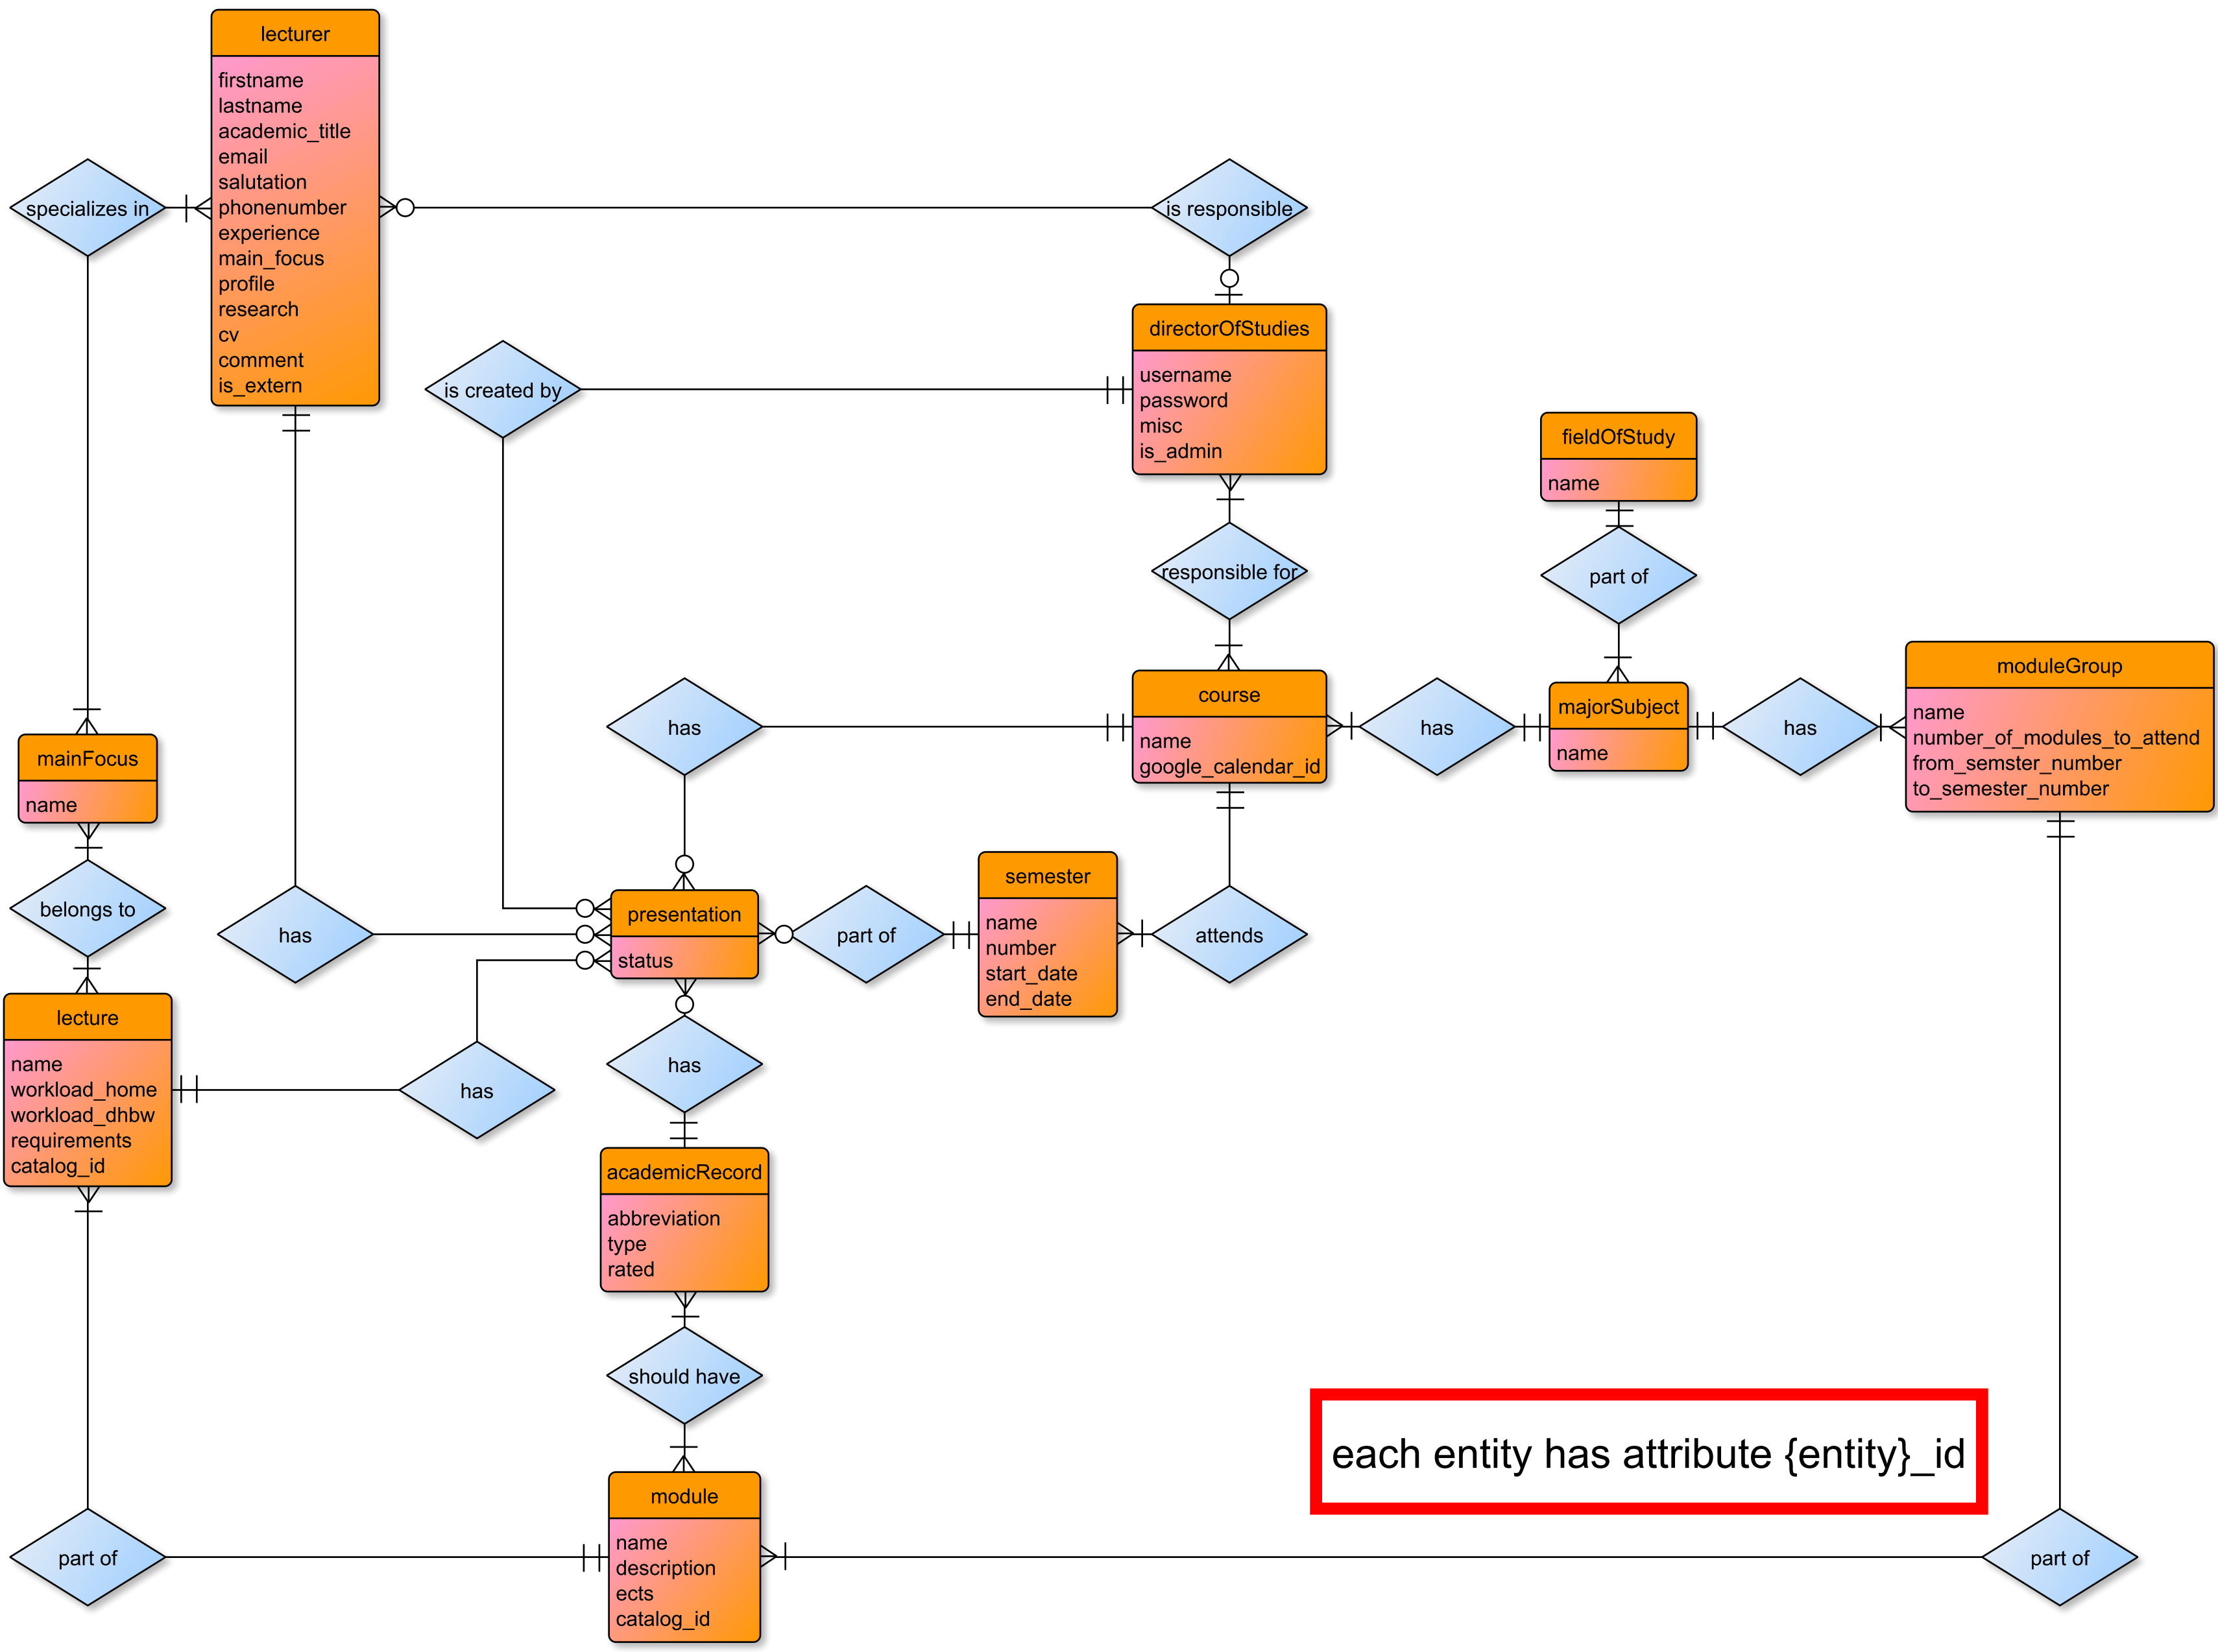 lecturer
firstname
lastname
academic_title
email
salutation
phonenumber
experience
main_focus
profile
research
cv
comment
is_extern
specializes in
is responsible
directorOfStudies
username
password
misc
is_admin
is created by
fieldOfStudy
name
responsible for
part of
has
course
name
google_calendar_id
has
majorSubject
name
has
moduleGroup
name
number_of_modules_to_attend
from_semster_number
to_semester_number
mainFocus
name
belongs to
has
presentation
status
part of
semester
name
number
start_date
end_date
attends
lecture
name
workload_home
workload_dhbw
requirements
catalog_id
has
has
academicRecord
abbreviation
type
rated
should have
each entity has attribute {entity}_id
part of
module
name
description
ects
catalog_id
part of